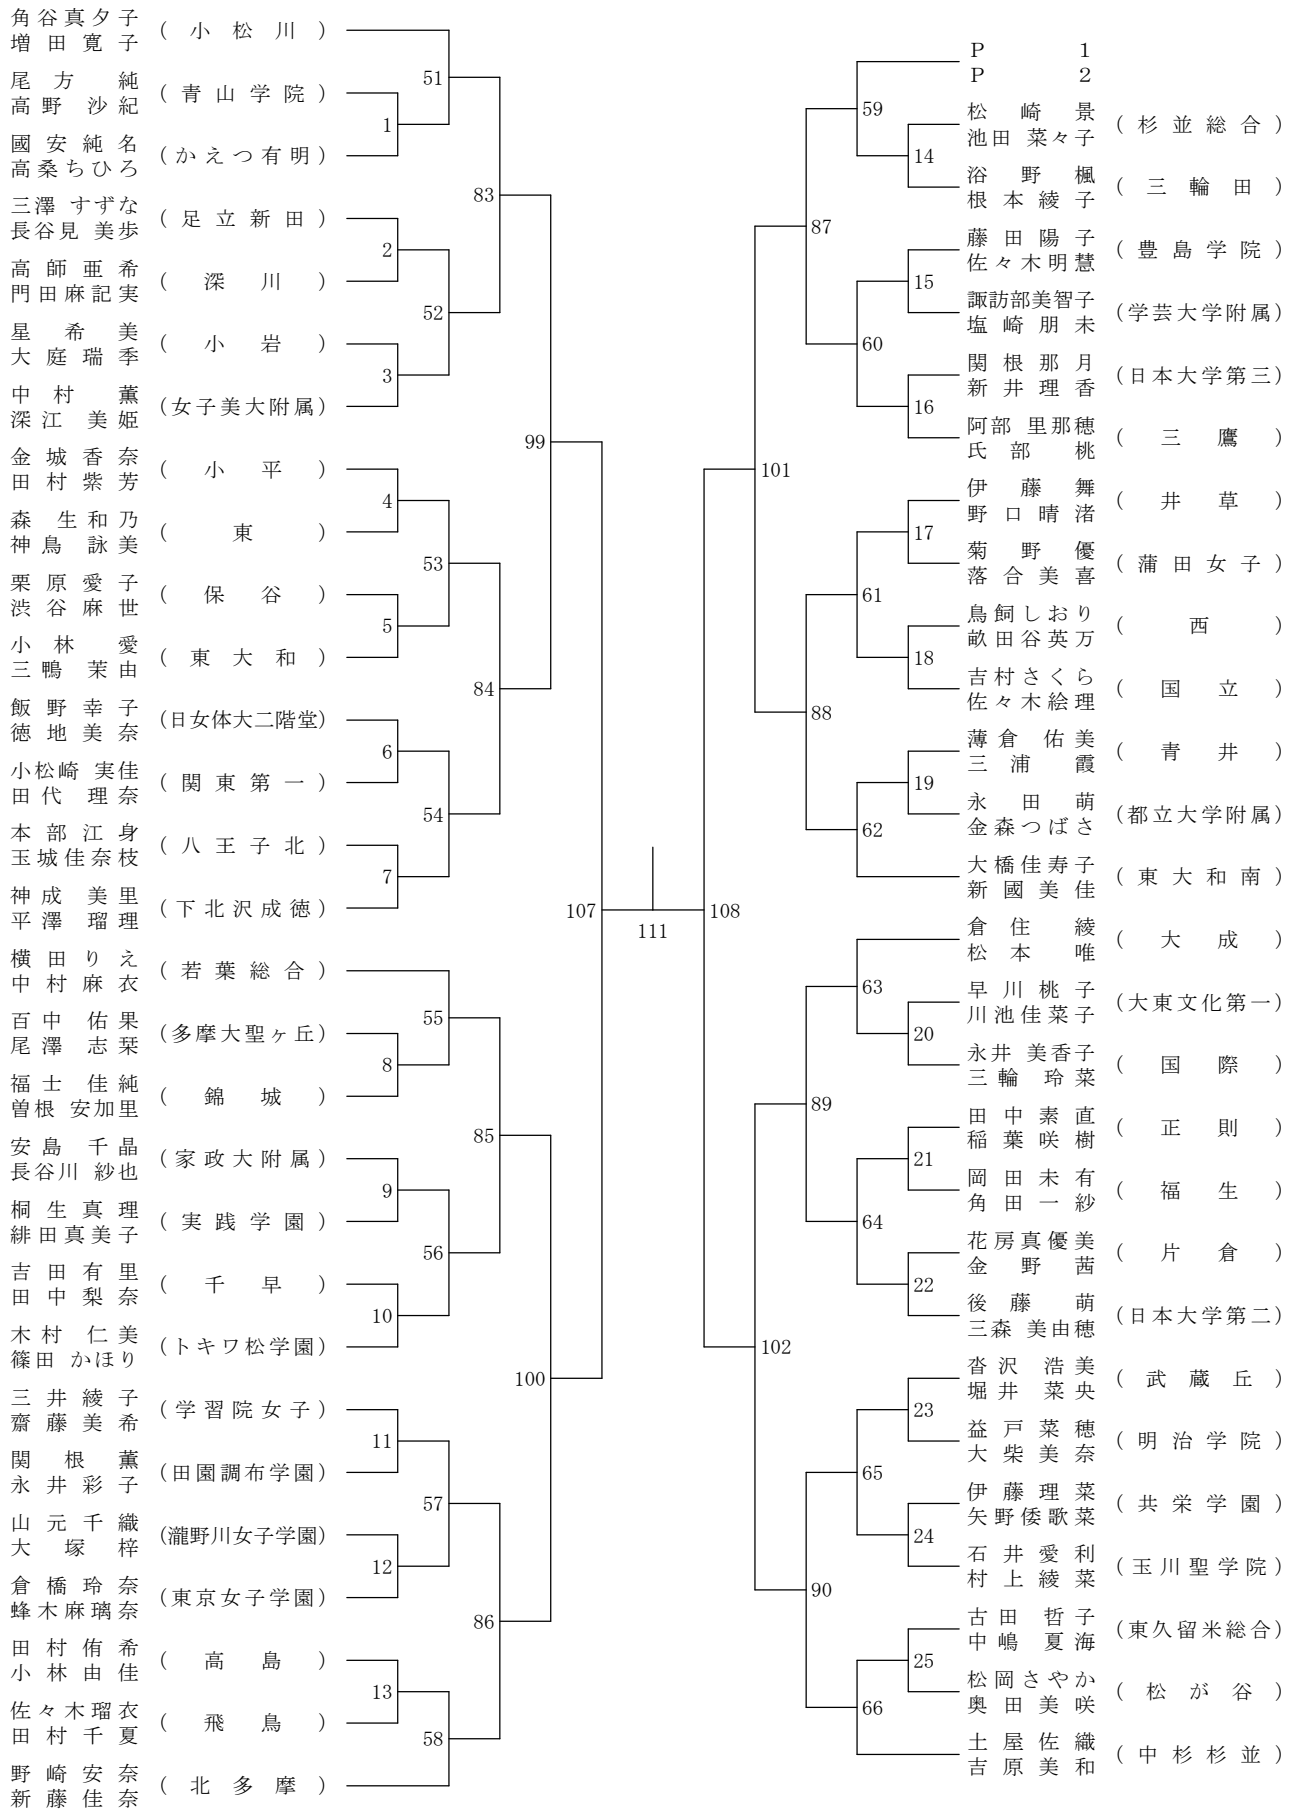 角谷真夕子
増田寛子
(小松川)
尾方純
高野沙紀
(青山学院)
國安純名
高桑ちひろ
(かえつ有明)
三澤 すずな
長谷見 美歩
(足立新田)
高師亜希
門田麻記実
(深川)
星希美
大庭瑞季
(小岩)
中村薫
深江美姫
(女子美大附属)
金城香奈
田村紫芳
(小平)
森生和乃
神鳥詠美
(東)
栗原愛子
渋谷麻世
(保谷)
小林愛
三鴨茉由
(東大和)
飯野幸子
徳地美奈
(日女体大二階堂)
小松崎 実佳
田代理奈
(関東第一)
本部江身
玉城佳奈枝
(八王子北)
神成美里
平澤瑠理
(下北沢成徳)
横田りえ
中村麻衣
(若葉総合)
百中佑果
尾澤志栞
(多摩大聖ヶ丘)
福士佳純
曽根 安加里
(錦城)
安島千晶
長谷川 紗也
(家政大附属)
桐生真理
緋田真美子
(実践学園)
吉田有里
田中梨奈
(千早)
木村仁美
篠田 かほり
(トキワ松学園)
三井綾子
齋藤美希
(学習院女子)
関根薫
永井彩子
(田園調布学園)
山元千織
大塚梓
(瀧野川女子学園)
倉橋玲奈
蜂木麻璃奈
(東京女子学園)
田村侑希
小林由佳
(高島)
佐々木瑠衣
田村千夏
(飛鳥)
野崎安奈
新藤佳奈
(北多摩)
1
2
3
4
5
6
7
8
9
10
11
12
13
51
52
53
54
55
56
57
58
83
84
85
86
99
100
107
111
108
101
102
87
88
89
90
59
60
61
62
63
64
65
66
14
15
16
17
18
19
20
21
22
23
24
25
P 1
P 2
松崎景
池田 菜々子
(杉並総合)
浴野楓
根本綾子
(三輪田)
藤田陽子
佐々木明慧
(豊島学院)
諏訪部美智子
塩崎朋未
(学芸大学附属)
関根那月
新井理香
(日本大学第三)
阿部 里那穂
氏部桃
(三鷹)
伊藤舞
野口晴渚
(井草)
菊野優
落合美喜
(蒲田女子)
鳥飼しおり
畝田谷英万
(西)
吉村さくら
佐々木絵理
(国立)
薄倉佑美
三浦霞
(青井)
永田萌
金森つばさ
(都立大学附属)
大橋佳寿子
新國美佳
(東大和南)
倉住綾
松本唯
(大成)
早川桃子
川池佳菜子
(大東文化第一)
永井 美香子
三輪玲菜
(国際)
田中素直
稲葉咲樹
(正則)
岡田未有
角田一紗
(福生)
花房真優美
金野茜
(片倉)
後藤萌
三森 美由穂
(日本大学第二)
沓沢浩美
堀井菜央
(武蔵丘)
益戸菜穂
大柴美奈
(明治学院)
伊藤理菜
矢野倭歌菜
(共栄学園)
石井愛利
村上綾菜
(玉川聖学院)
古田哲子
中嶋夏海
(東久留米総合)
松岡さやか
奥田美咲
(松が谷)
土屋佐織
吉原美和
(中杉杉並)